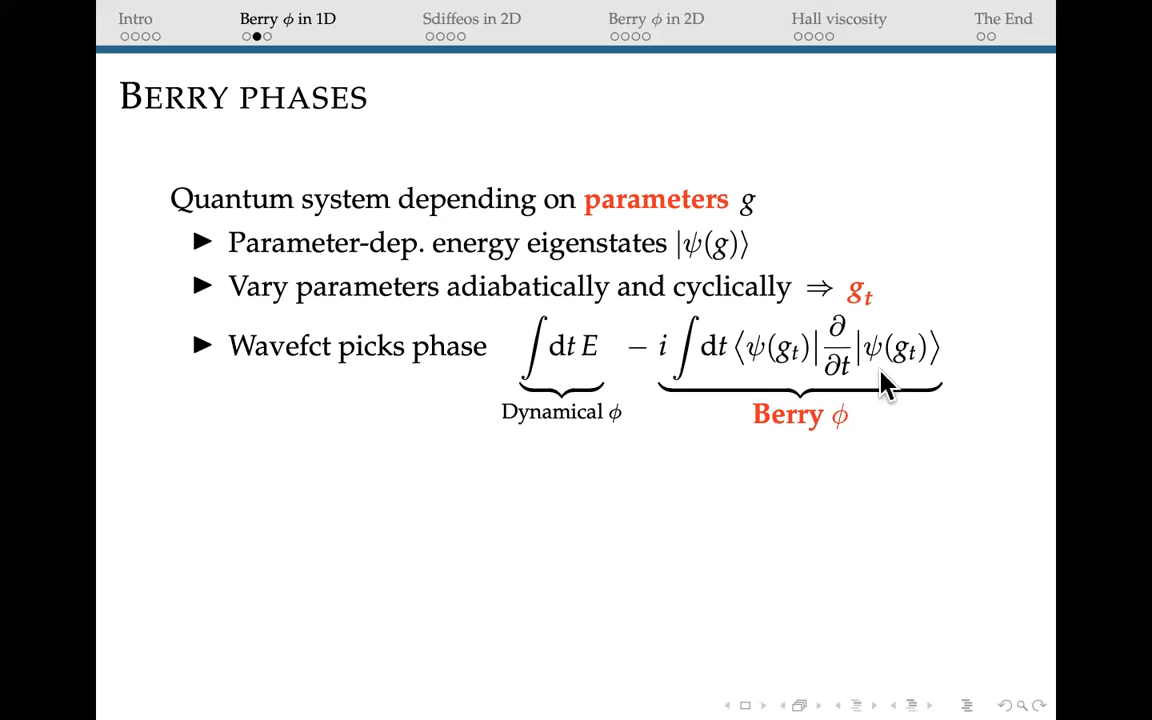 Intro Berry ϕ in 1D Sdiffeos in 2D Berry ϕ in 2D Hall viscosity The End
BERRY PHASES
Quantum system depending on parameters g
▶ Parameter-dep. energy eigenstates |ψ(g)⟩
▶ Vary parameters adiabatically and cyclically ⇒ g_t
▶ Wavefct picks phase ∫dt E − i ∫dt ⟨ψ(g_t)| ∂/∂t |ψ(g_t)⟩
Dynamical ϕ Berry ϕ